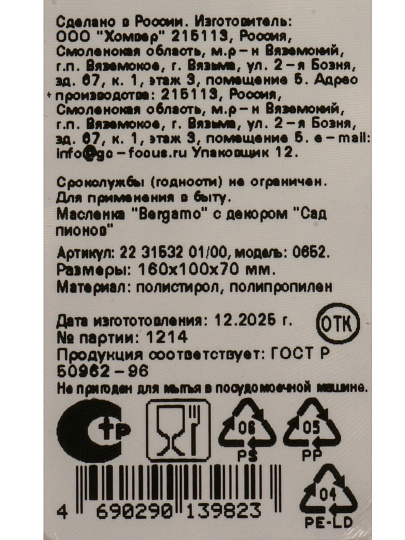 Сделано в России. Изготовитель:
ООО "Хомвер" 215113, Россия,
Смоленская область, м.р-н Вяземский,
г.п. Вяземское, г. Вязьма, ул. 2-я Бозня,
зд. 67, к. 1, этаж 3, помещение 5. Адрес
производства: 215113, Россия,
Смоленская область, м.р-н Вяземский,
г.п. Вяземское, г. Вязьма, ул. 2-я Бозня,
зд. 67, к. 1, этаж 3, помещение 5. e-mail:
info@go-focus.ru Упаковщик 12.
Срокслужбы (годности) не ограничен.
Для применения в быту.
Масленка "Bergamo" с декором "Сад
пионов"
Артикул: 22 31532 01/00, модель: 0652.
Размеры: 160х100х70 мм.
Материал: полистирол, полипропилен
Дата изгототовления: 12.2025 г.
ОТК
№ партии: 1214
Продукция соответствует: ГОСТ Р
50962-96
Не пригоден для мытья в посудомоечной машине.
СТР
06
PS
05
PP
04
PE-LD
4 690290 139823